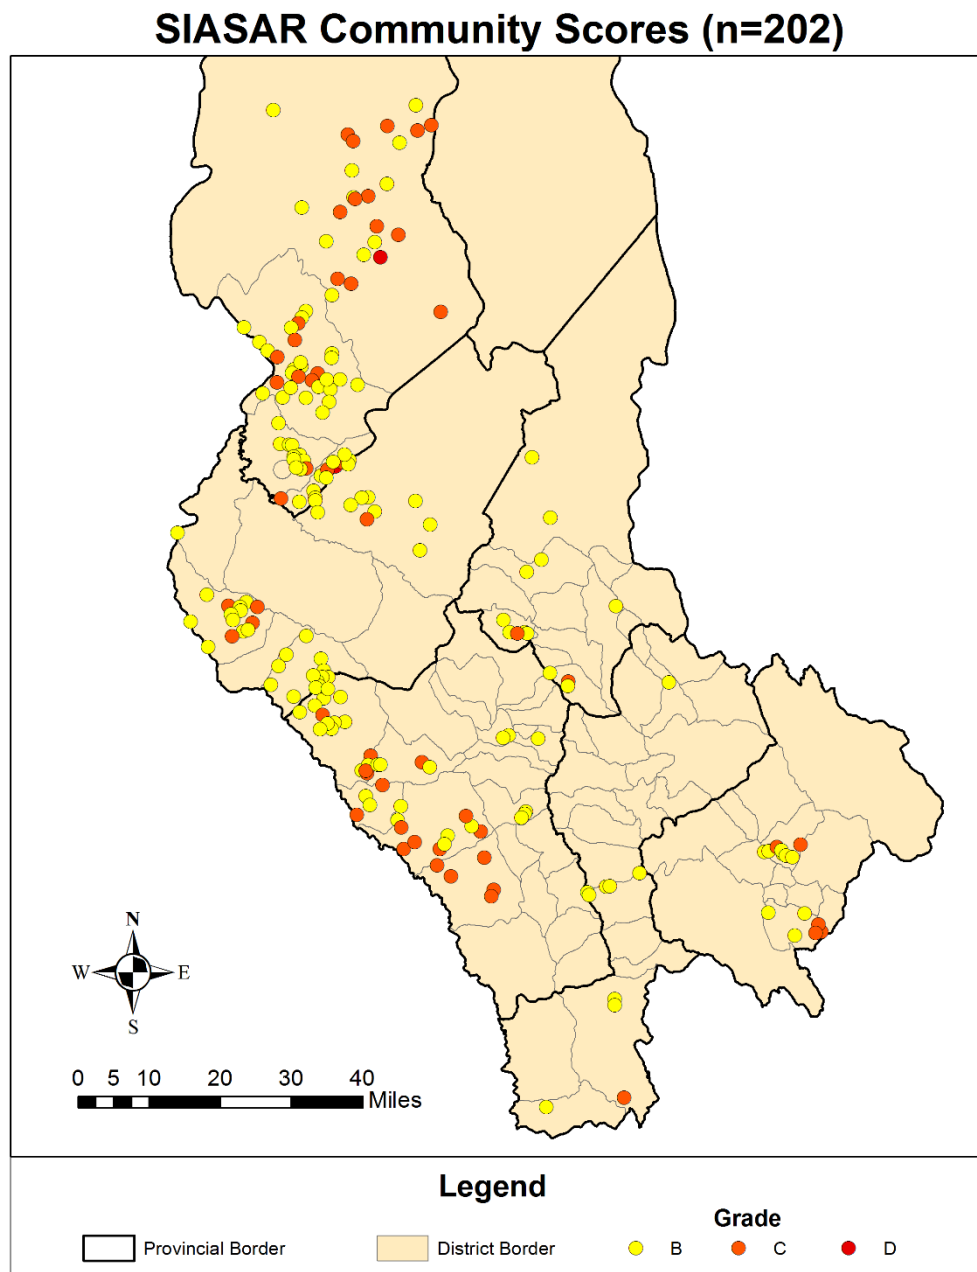 SIASAR Community Scores (n=202)
N
W E
S
0 5 10 20 30 40
Miles
Legend
Grade
Provincial Border District Border B C D